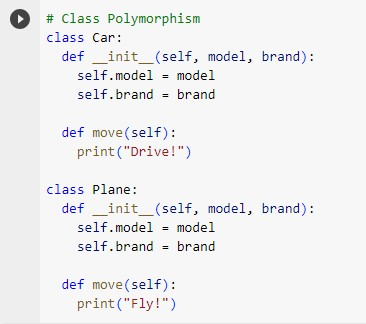 # Class Polymorphism
class Car:
  def __init__(self, model, brand):
    self.model = model
    self.brand = brand

  def move(self):
    print("Drive!")

class Plane:
  def __init__(self, model, brand):
    self.model = model
    self.brand = brand

  def move(self):
    print("Fly!")